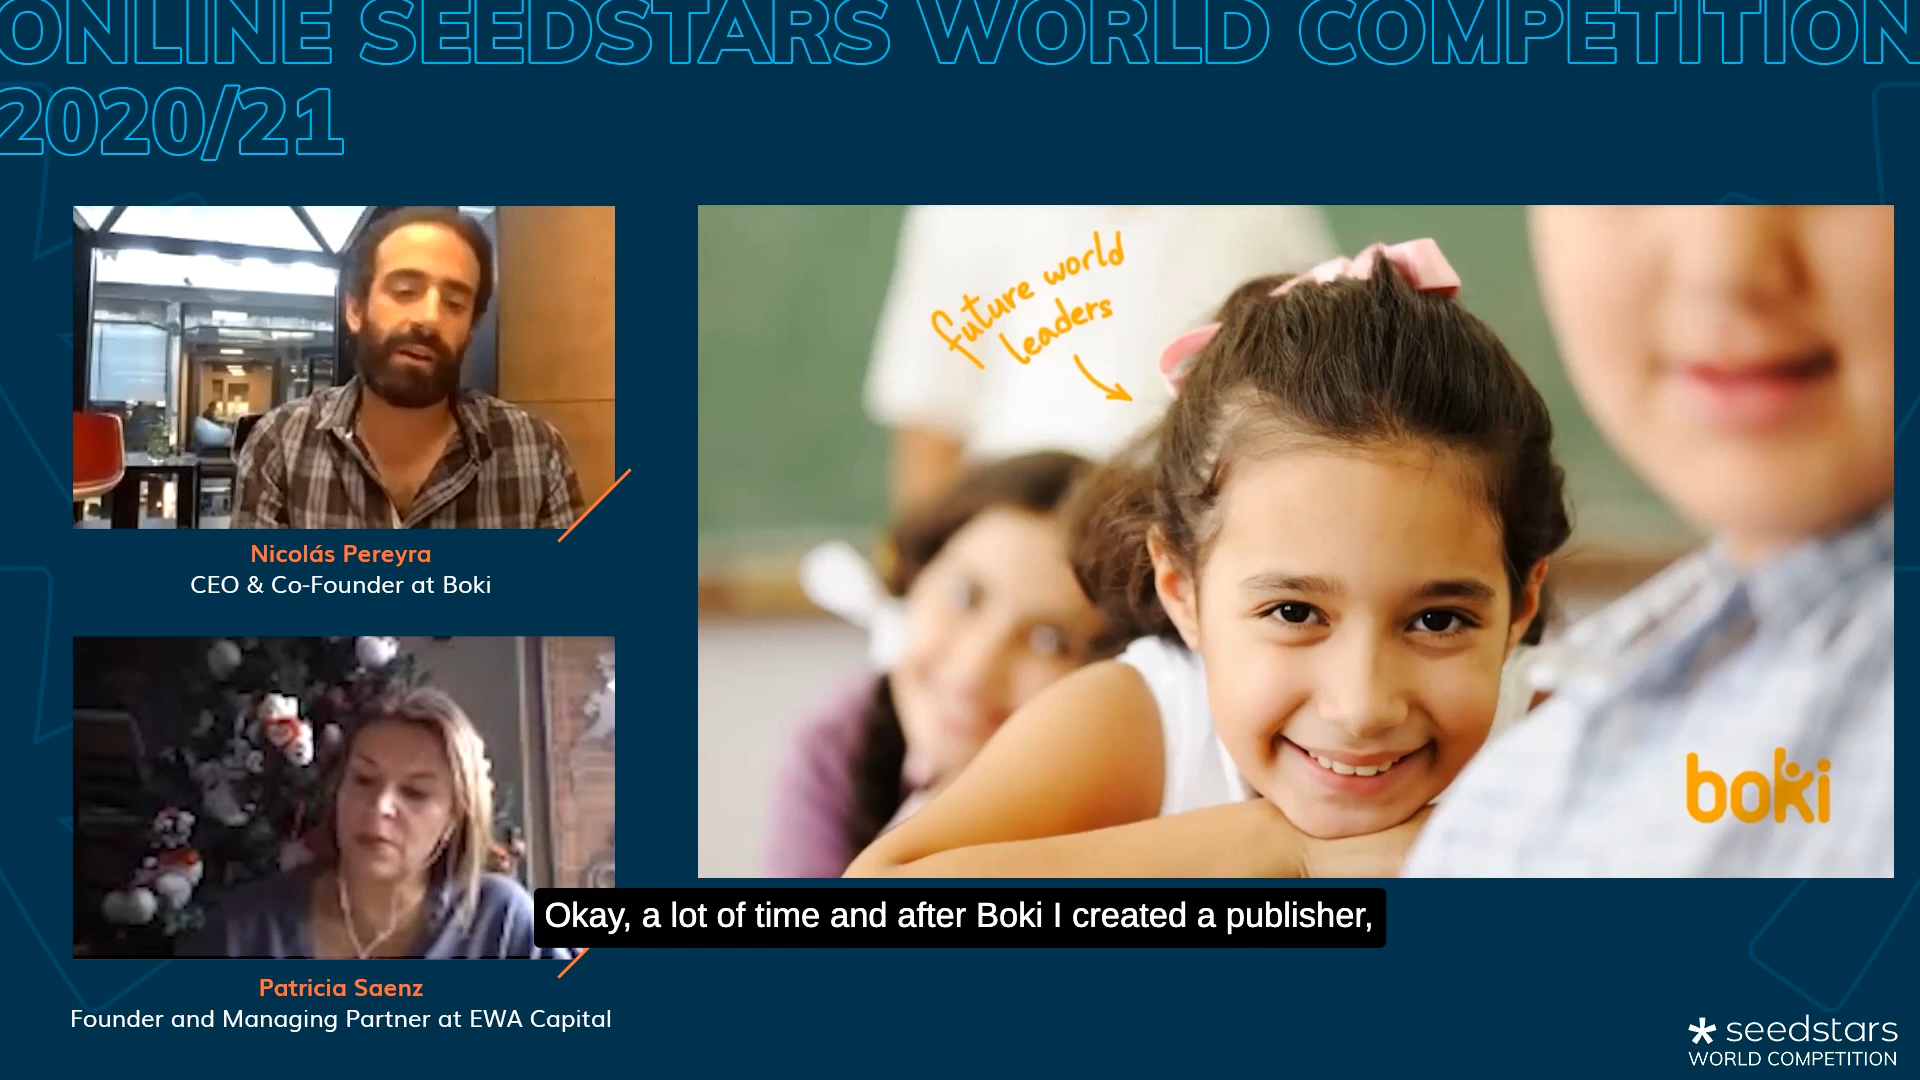 ONLINE SEEDSTARS WORLD COMPETITION
2020/21
future world
leaders
boki
Nicolás Pereyra
CEO & Co-Founder at Boki
Okay, a lot of time and after Boki I created a publisher,
Patricia Saenz
Founder and Managing Partner at EWA Capital
seedstars
WORLD COMPETITION